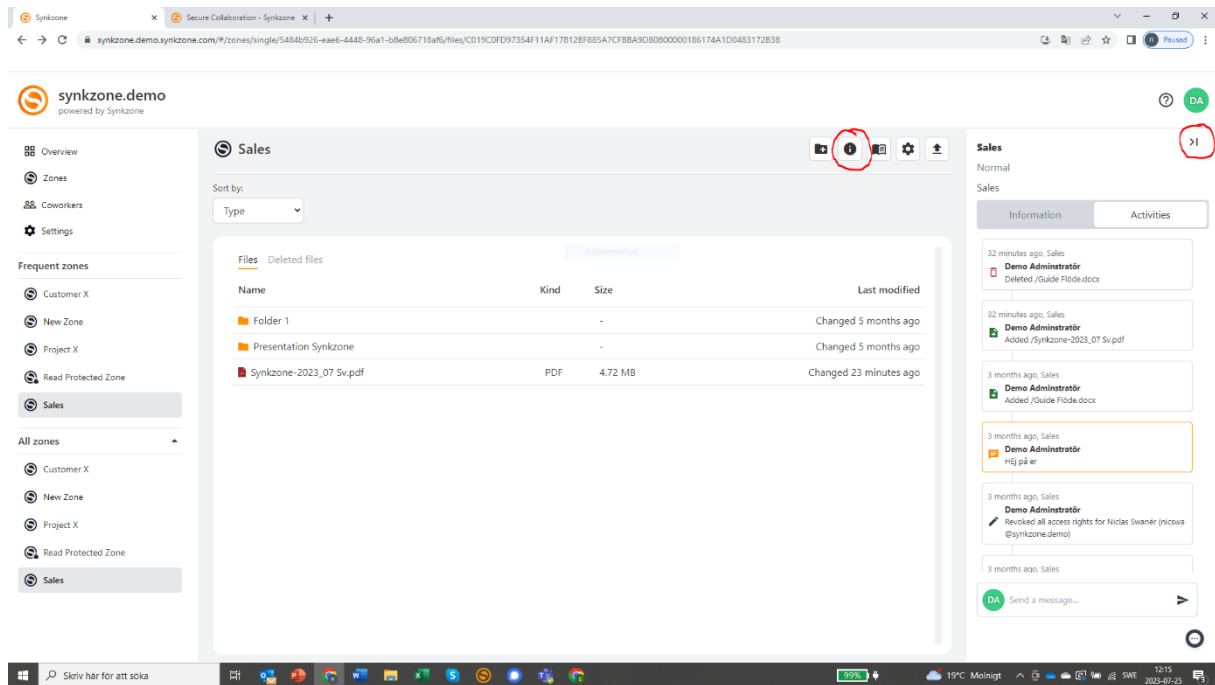 Synkzone
Secure Collaboration - Synkzone
synkzone.demo.synkzone.com/#/zones/single/5484b926-eae6-4448-96a1-b8e806718af6/files/C019C0FD97354F11AF17812BF885A7CFBBA9D80800000186174A1D0483172B3B
n Pausad
synkzone.demo
powered by Synkzone
DA
Overview
Zones
Coworkers
Settings
Frequent zones
Customer X
New Zone
Project X
Read Protected Zone
Sales
All zones
Customer X
New Zone
Project X
Read Protected Zone
Sales
Sales
Sort by:
Type
Files Deleted files
Name Kind Size Last modified
Folder 1 - Changed 5 months ago
Presentation Synkzone - Changed 5 months ago
Synkzone-2023_07 Sv.pdf PDF 4.72 MB Changed 23 minutes ago
Sales
Normal
Sales
Information Activities
32 minutes ago, Sales
Demo Adminstratör
Deleted /Guide Flöde.docx
32 minutes ago, Sales
Demo Adminstratör
Added /Synkzone-2023_07 Sv.pdf
3 months ago, Sales
Demo Adminstratör
Added /Guide Flöde.docx
3 months ago, Sales
Demo Adminstratör
HEj på er
3 months ago, Sales
Demo Adminstratör
Revoked all access rights for Niclas Swanér (nicswa
@synkzone.demo)
3 months ago, Sales
DA Send a message...
Skriv här för att söka
99%
19°C Molnigt
SWE
12:15
2023-07-25